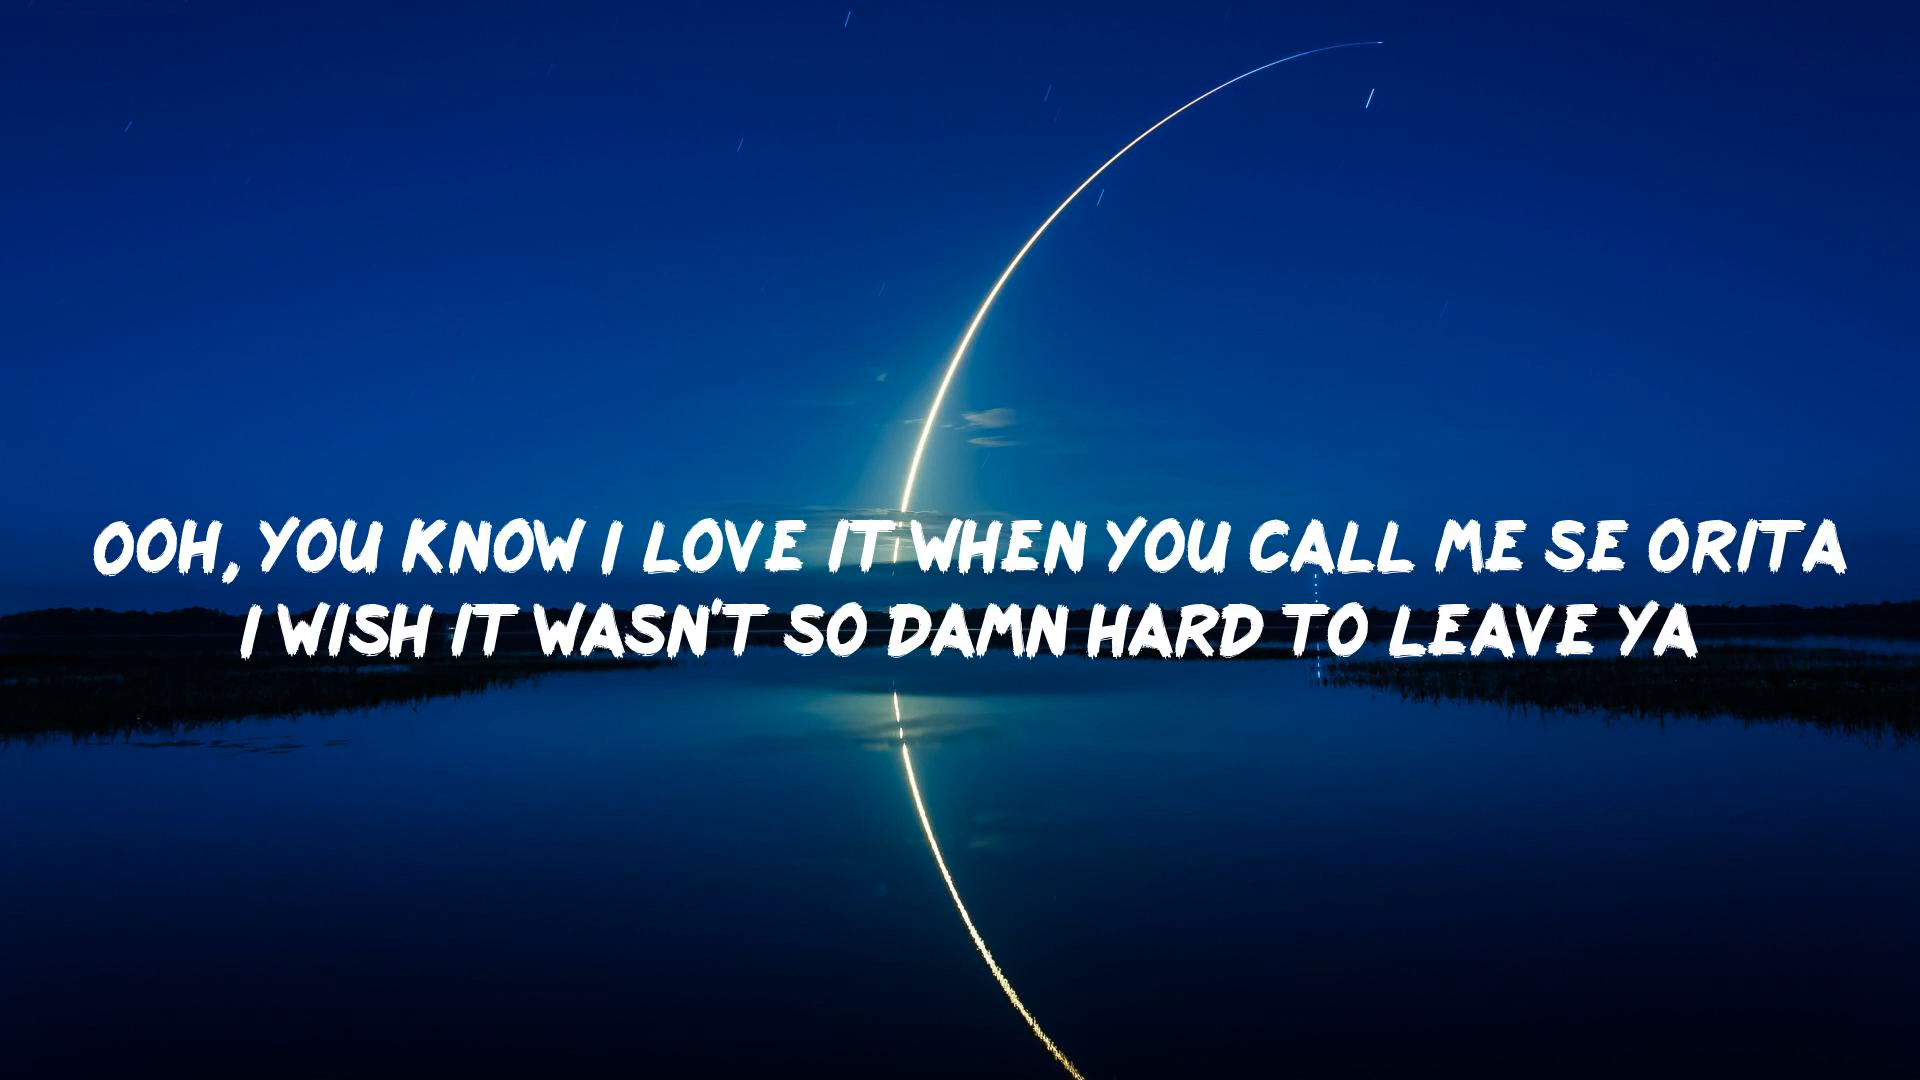 OOH, YOU KNOW I LOVE IT WHEN YOU CALL ME SE ORITA
I WISH IT WASN'T SO DAMN HARD TO LEAVE YA